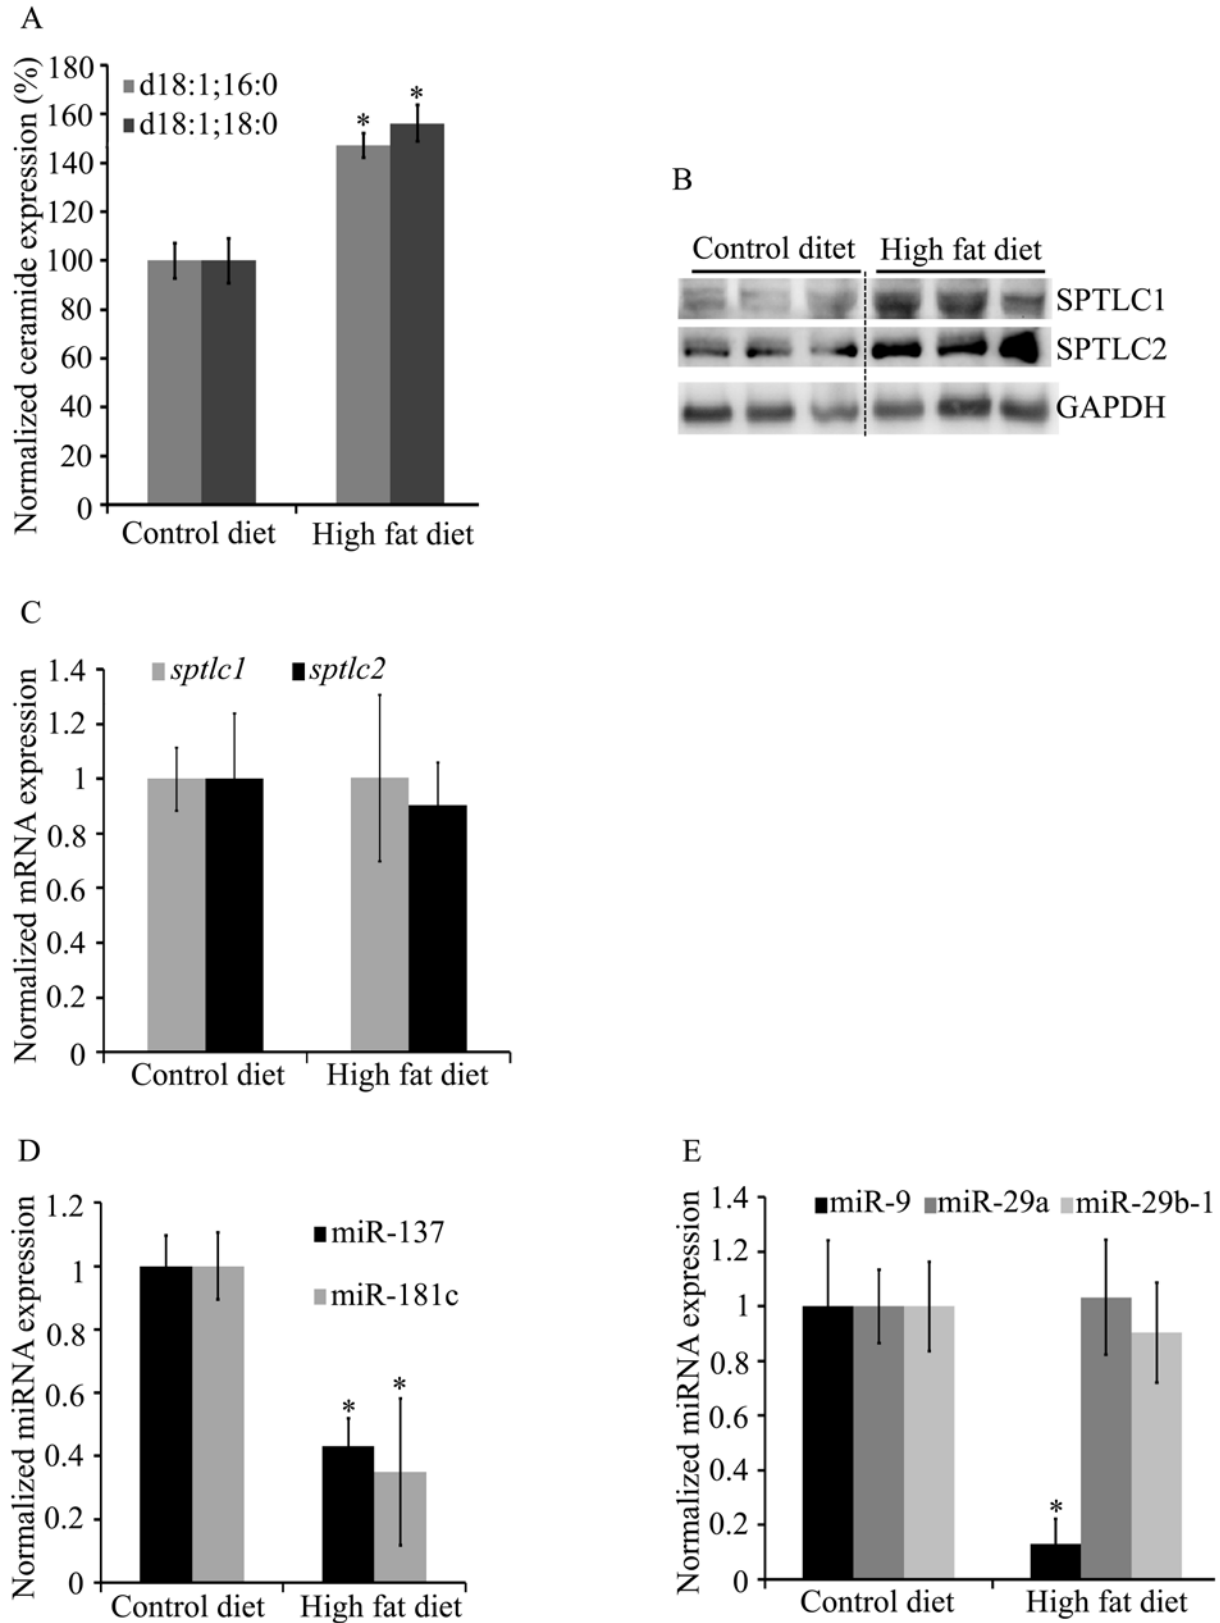 A
Normalized ceramide expression (%)
180
160
140
120
100
80
60
40
20
0
d18:1;16:0
d18:1;18:0
*
*
Control diet
High fat diet
B
Control ditet
High fat diet
SPTLC1
SPTLC2
GAPDH
C
Normalized mRNA expression
1.4
1.2
1
0.8
0.6
0.4
0.2
0
sptlc1
sptlc2
Control diet
High fat diet
D
Normalized miRNA expression
1.2
1
0.8
0.6
0.4
0.2
0
miR-137
miR-181c
*
*
Control diet
High fat diet
E
Normalized miRNA expression
1.4
1.2
1
0.8
0.6
0.4
0.2
0
miR-9
miR-29a
miR-29b-1
*
Control diet
High fat diet